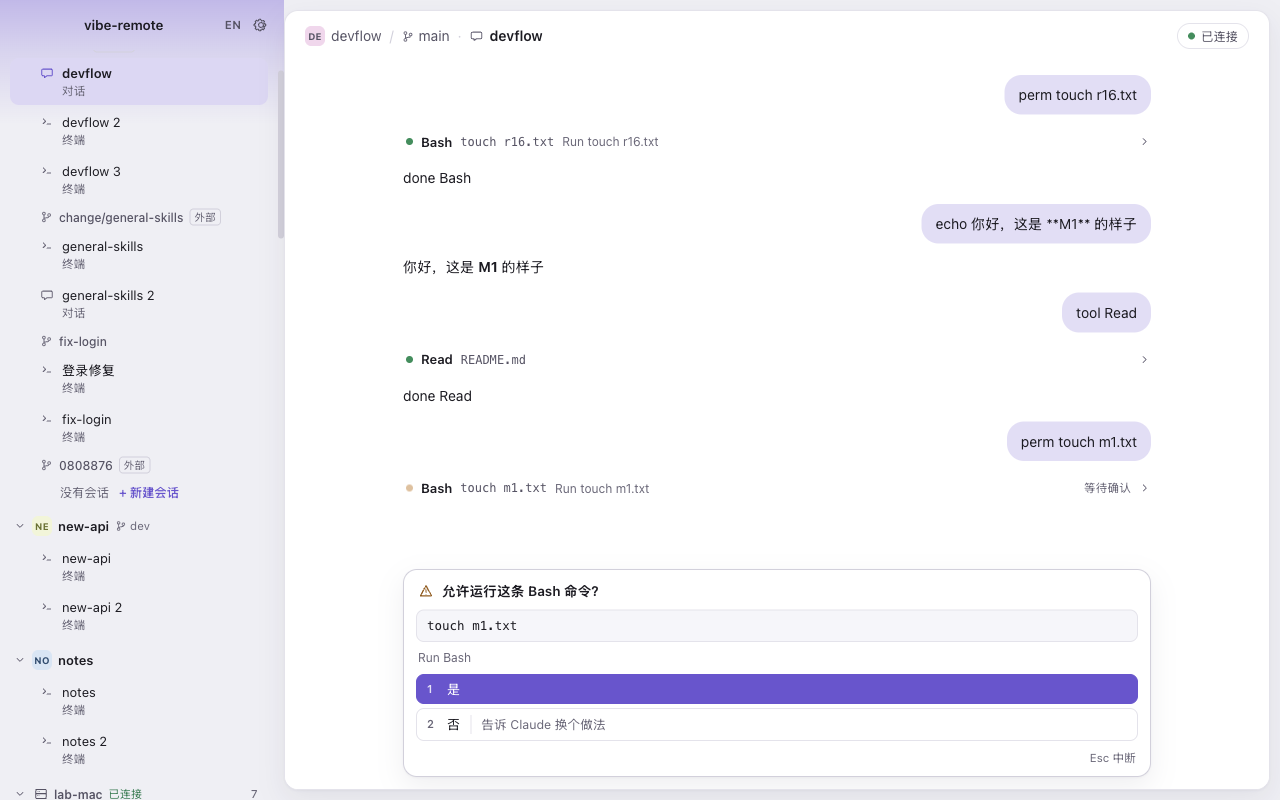 vibe-remote EN
devflow
对话
devflow 2
终端
devflow 3
终端
change/general-skills 外部
general-skills
终端
general-skills 2
对话
fix-login
登录修复
终端
fix-login
终端
0808876 外部
没有会话 + 新建会话
NE new-api dev
new-api
终端
new-api 2
终端
NO notes
notes
终端
notes 2
终端
lab-mac 已连接 7
DE devflow / main · devflow 已连接
perm touch r16.txt
Bash touch r16.txt Run touch r16.txt
done Bash
echo 你好，这是 **M1** 的样子
你好，这是 M1 的样子
tool Read
Read README.md
done Read
perm touch m1.txt
Bash touch m1.txt Run touch m1.txt 等待确认
允许运行这条 Bash 命令?
touch m1.txt
Run Bash
1 是
2 否 告诉 Claude 换个做法
Esc 中断